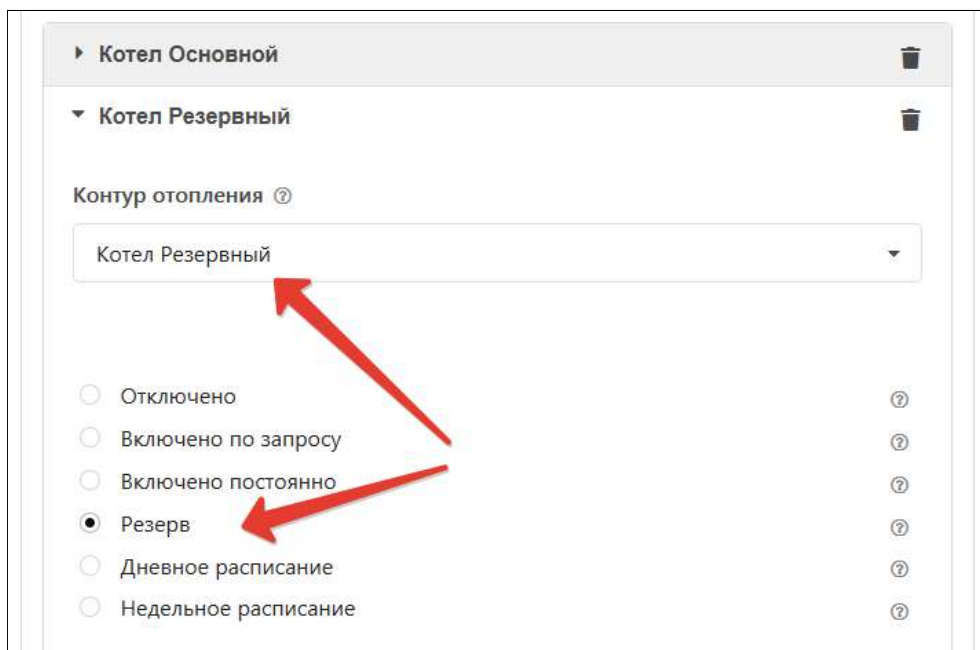 Котел Основной
Котел Резервный
Контур отопления ?
Котел Резервный
Отключено ?
Включено по запросу ?
Включено постоянно ?
Резерв ?
Дневное расписание ?
Недельное расписание ?